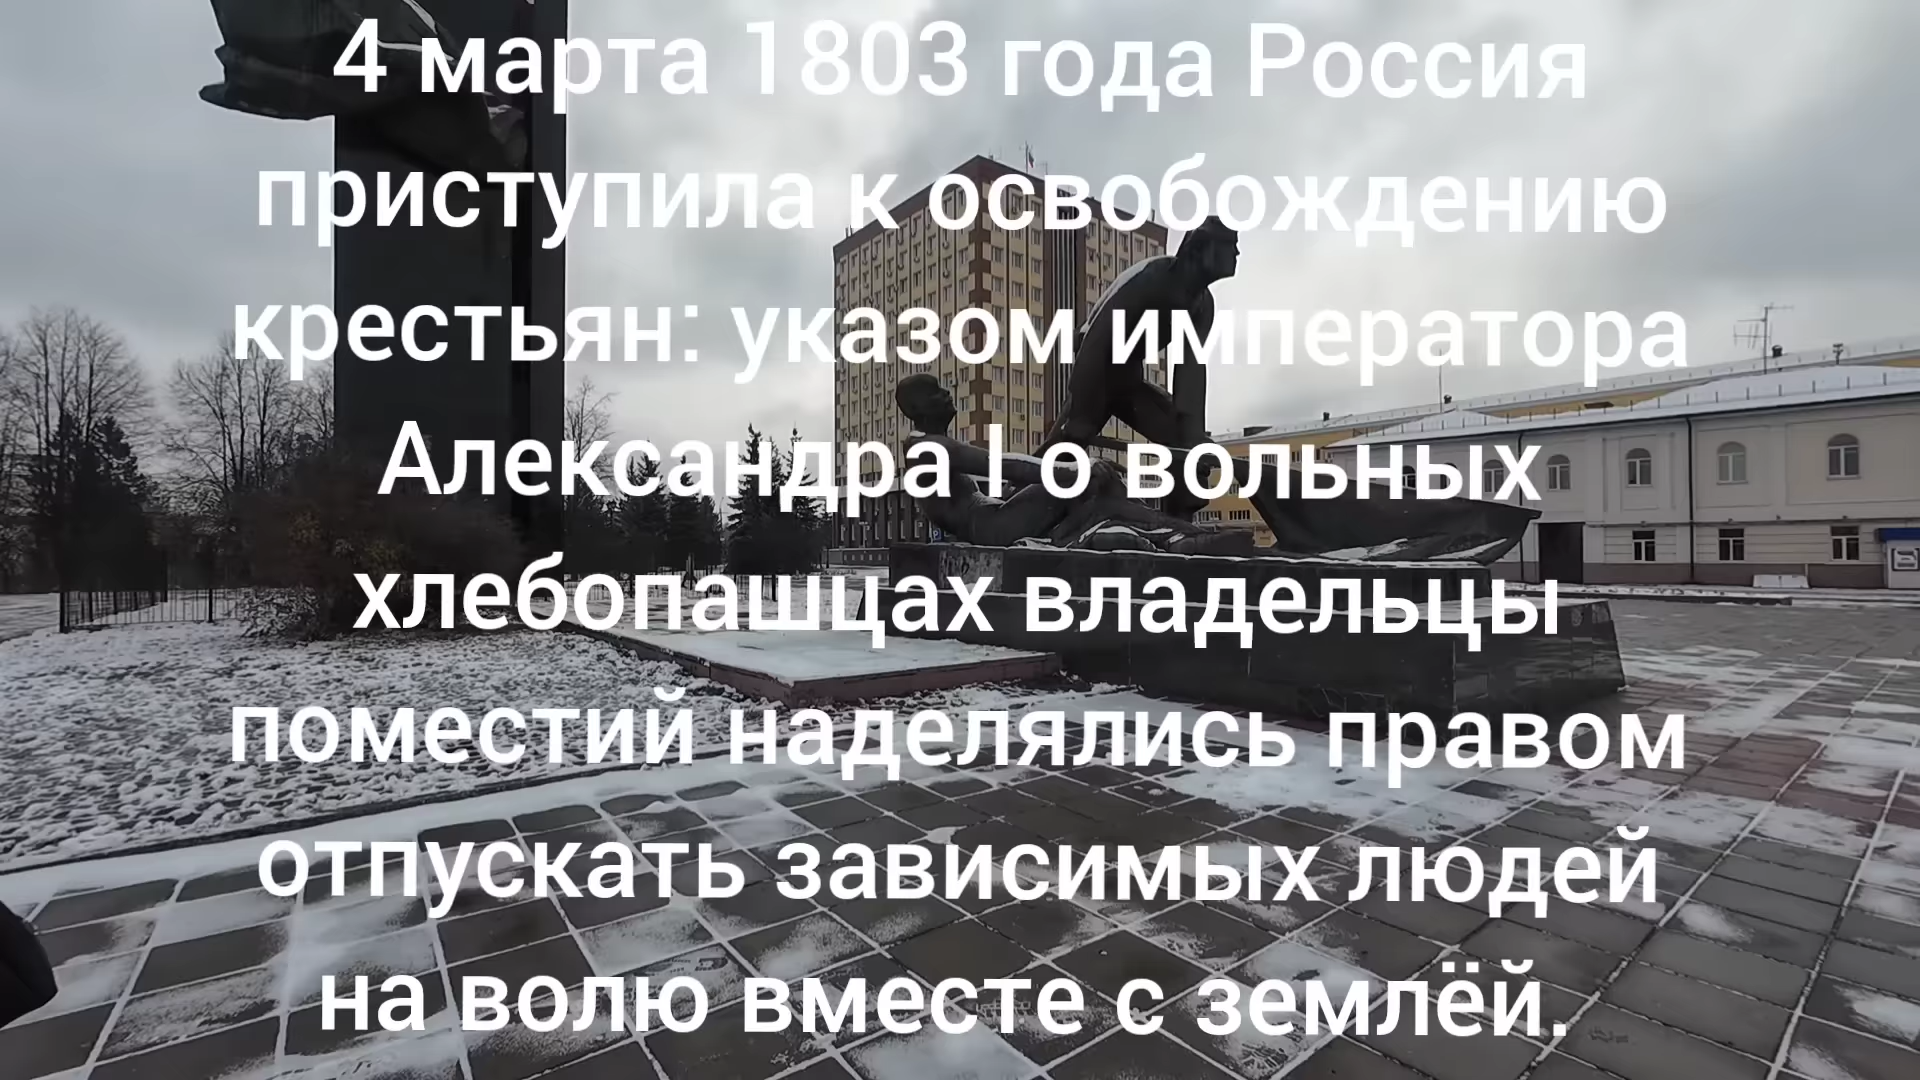 4 марта 1803 года Россия
приступила к освобождению
крестьян: указом императора
Александра I о вольных
хлебопашцах владельцы
поместий наделялись правом
отпускать зависимых людей
на волю вместе с землёй.